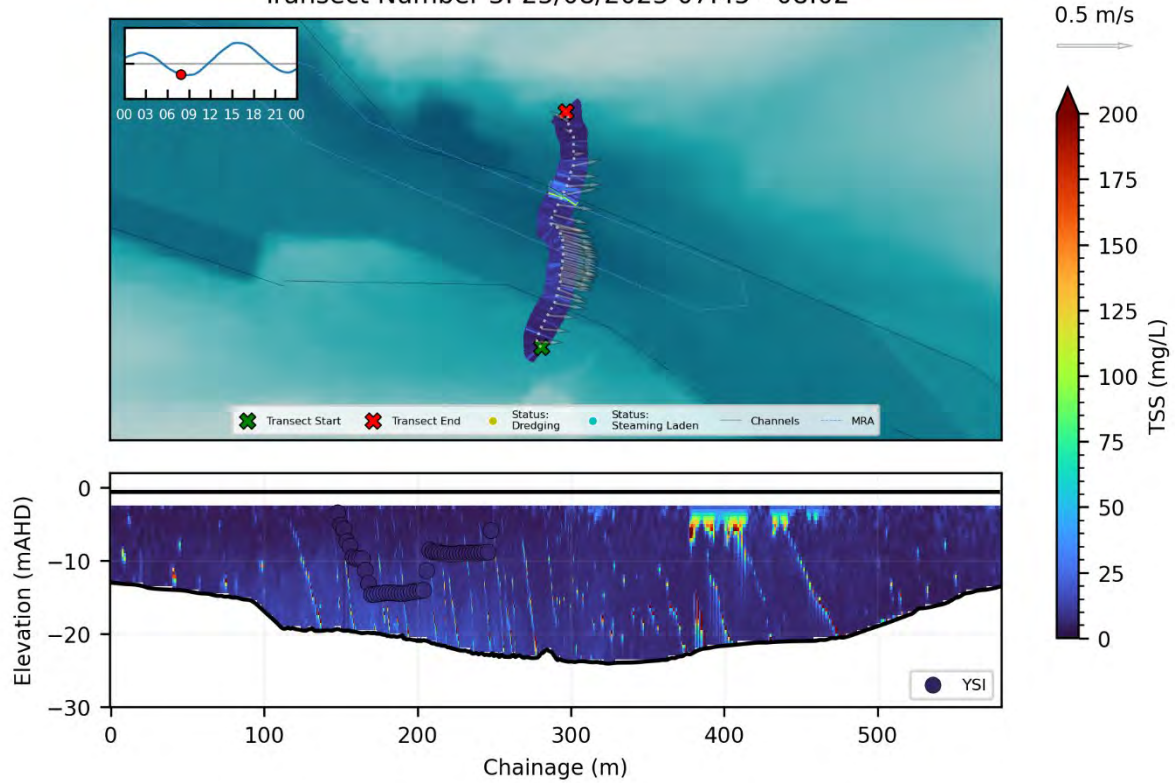 Transect Number
0.5 m/s
00 03 06 09 12 15 18 21 00
Transect Start
Transect End
Status:
Dredging
Status:
Steaming Laden
Channels
MRA
200
175
150
125
100
75
50
25
0
TSS (mg/L)
0
−10
−20
−30
Elevation (mAHD)
YSI
0 100 200 300 400 500
Chainage (m)